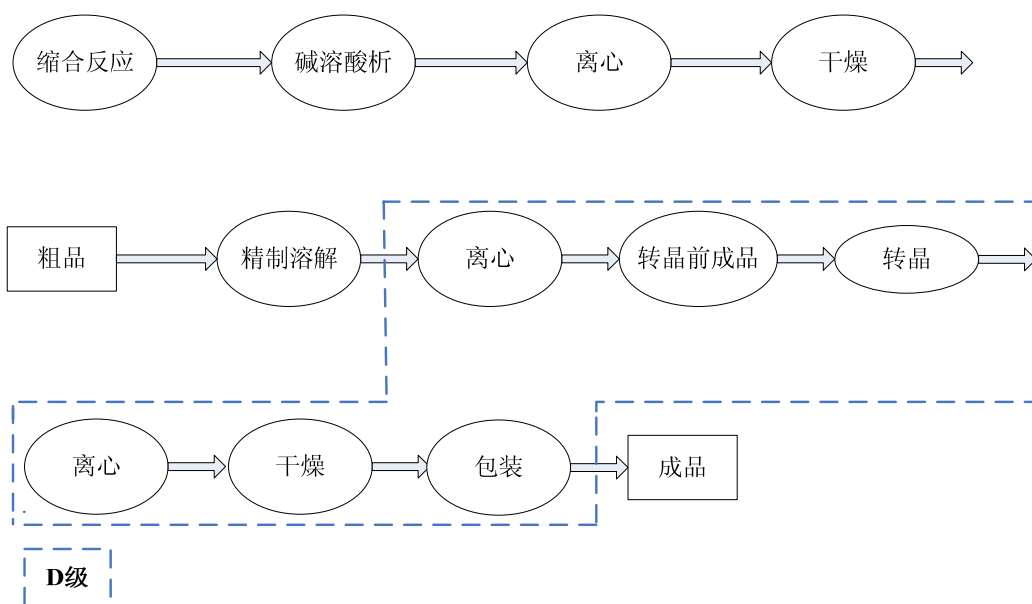 缩合反应 碱溶酸析 离心 干燥
粗品 精制溶解 离心 转晶前成品 转晶
离心 干燥 包装 成品
D级